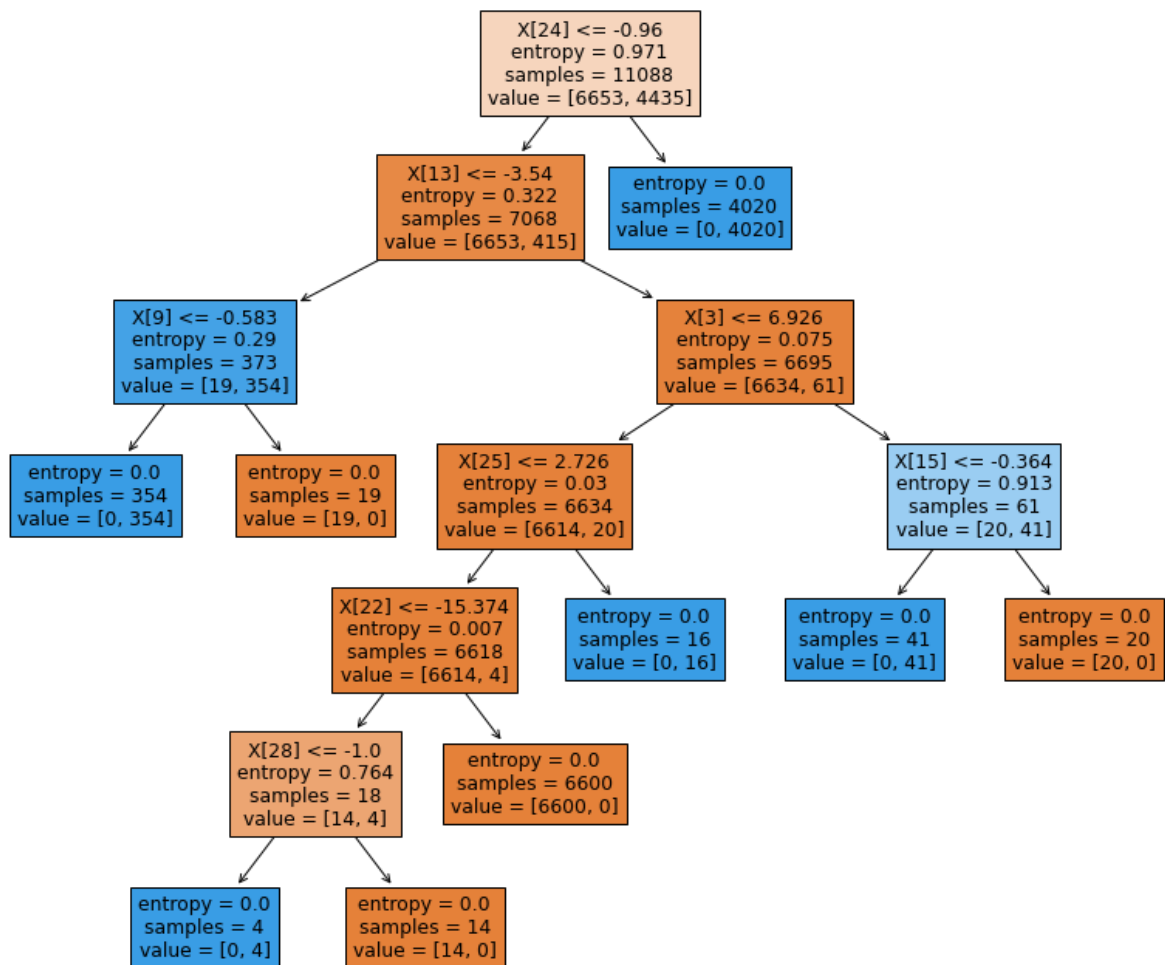 X[24] <= -0.96
entropy = 0.971
samples = 11088
value = [6653, 4435]
X[13] <= -3.54
entropy = 0.322
samples = 7068
value = [6653, 415]
entropy = 0.0
samples = 4020
value = [0, 4020]
X[9] <= -0.583
entropy = 0.29
samples = 373
value = [19, 354]
X[3] <= 6.926
entropy = 0.075
samples = 6695
value = [6634, 61]
entropy = 0.0
samples = 354
value = [0, 354]
entropy = 0.0
samples = 19
value = [19, 0]
X[25] <= 2.726
entropy = 0.03
samples = 6634
value = [6614, 20]
X[15] <= -0.364
entropy = 0.913
samples = 61
value = [20, 41]
X[22] <= -15.374
entropy = 0.007
samples = 6618
value = [6614, 4]
entropy = 0.0
samples = 16
value = [0, 16]
entropy = 0.0
samples = 41
value = [0, 41]
entropy = 0.0
samples = 20
value = [20, 0]
X[28] <= -1.0
entropy = 0.764
samples = 18
value = [14, 4]
entropy = 0.0
samples = 6600
value = [6600, 0]
entropy = 0.0
samples = 4
value = [0, 4]
entropy = 0.0
samples = 14
value = [14, 0]